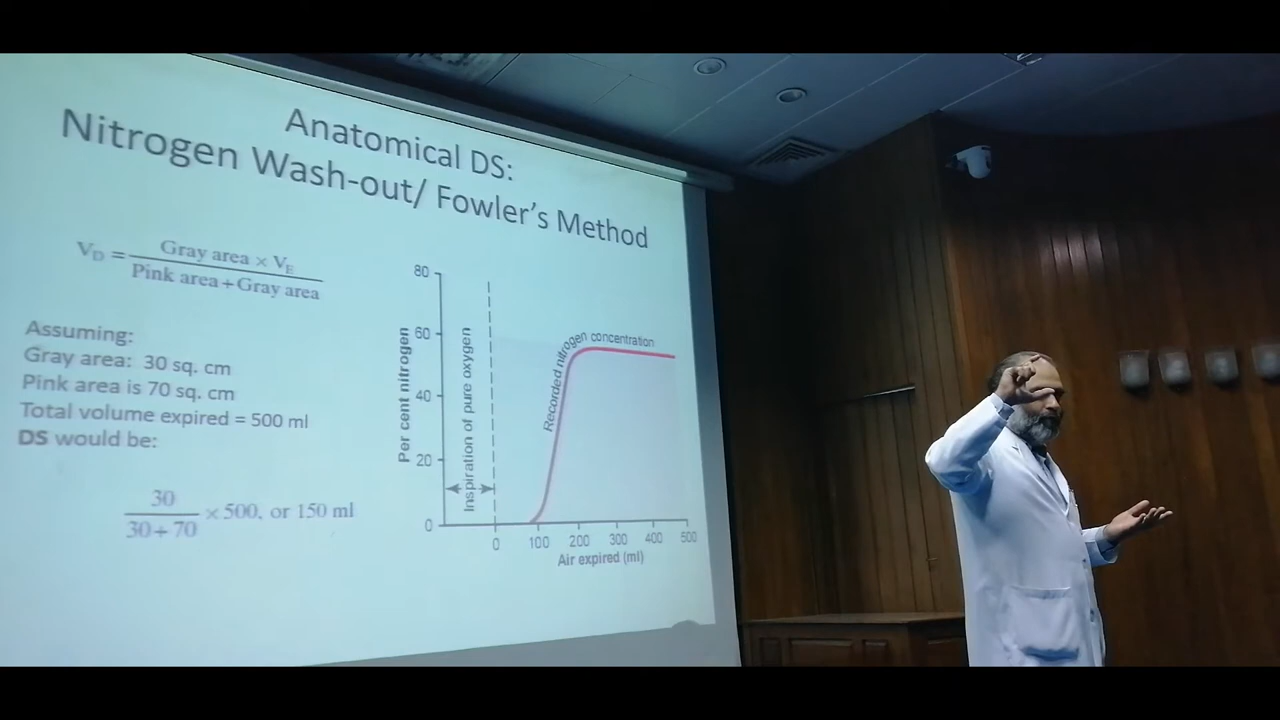 Anatomical DS:
Nitrogen Wash-out/ Fowler's Method
V_D = Gray area × V_E
Pink area + Gray area
Assuming:
Gray area: 30 sq. cm
Pink area is 70 sq. cm
Total volume expired = 500 ml
DS would be:
30
30 + 70
× 500, or 150 ml
Per cent nitrogen
80
60
40
20
0
Inspiration of pure oxygen
Recorded nitrogen concentration
0 100 200 300 400 500
Air expired (ml)